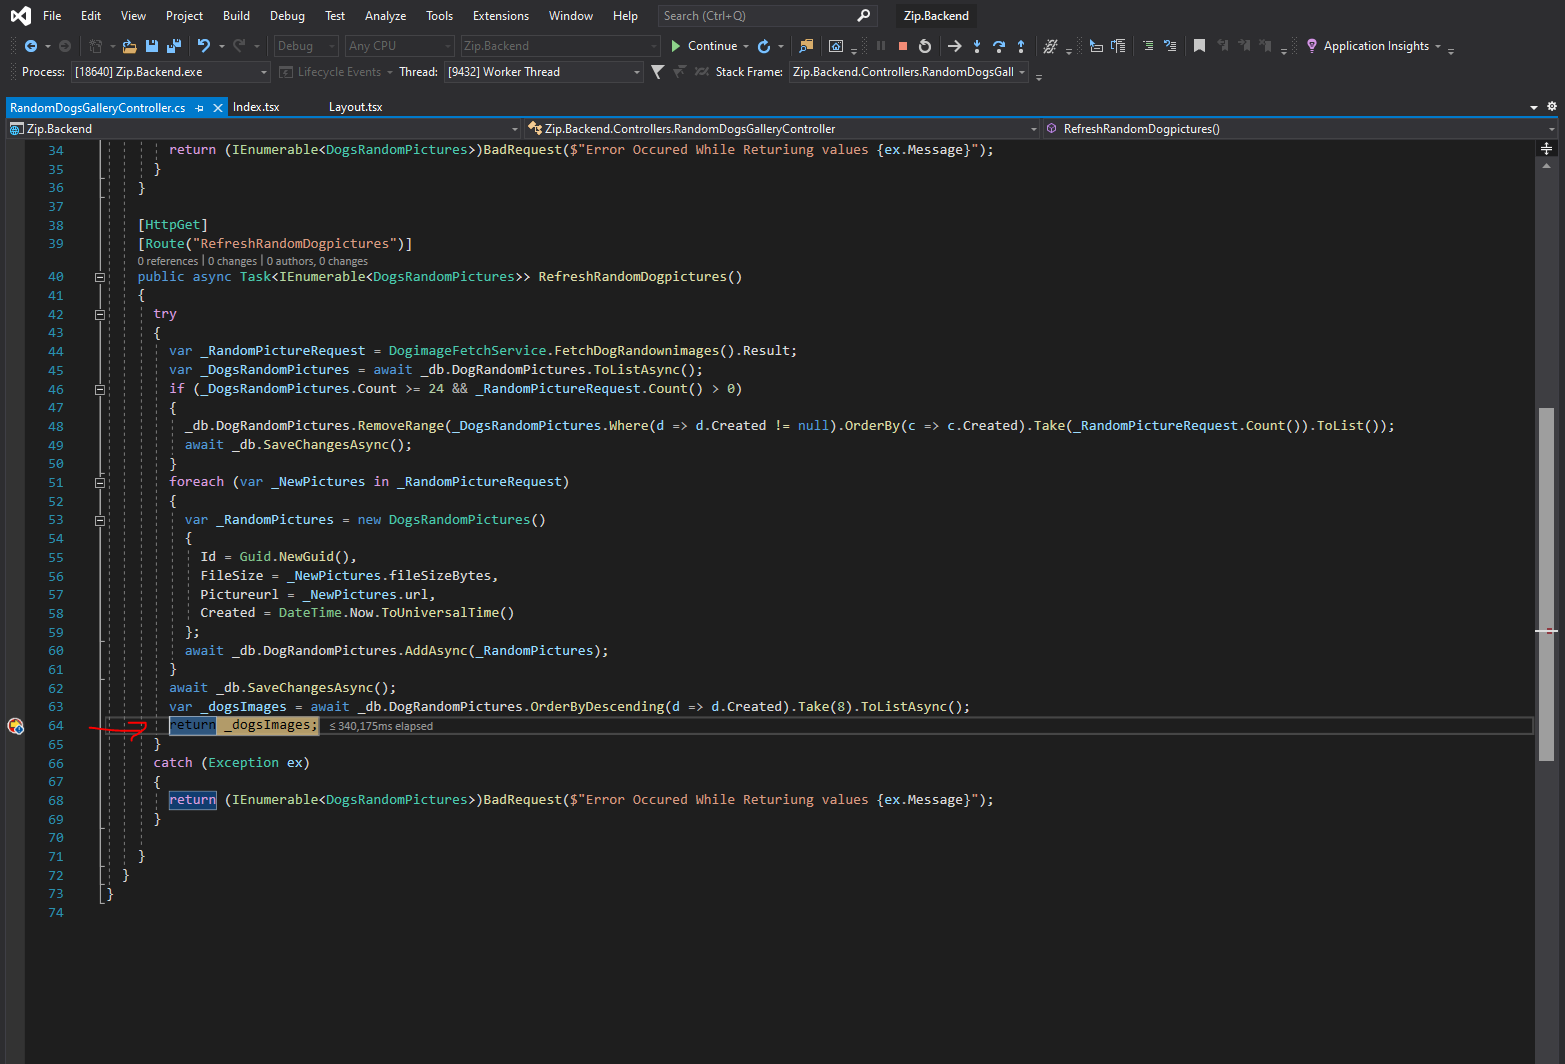 File Edit View Project Build Debug Test Analyze Tools Extensions Window Help Search (Ctrl+Q) Zip.Backend
Debug Any CPU Zip.Backend Continue Application Insights
Process: [18640] Zip.Backend.exe Lifecycle Events Thread: [9432] Worker Thread Stack Frame: Zip.Backend.Controllers.RandomDogsGall
RandomDogsGalleryController.cs Index.tsx Layout.tsx
Zip.Backend Zip.Backend.Controllers.RandomDogsGalleryController RefreshRandomDogpictures()
34 return (IEnumerable<DogsRandomPictures>)BadRequest($"Error Occured While Returiung values {ex.Message}");
35 }
36 }
37
38 [HttpGet]
39 [Route("RefreshRandomDogpictures")]
0 references | 0 changes | 0 authors, 0 changes
40 public async Task<IEnumerable<DogsRandomPictures>> RefreshRandomDogpictures()
41 {
42 try
43 {
44 var _RandomPictureRequest = DogimageFetchService.FetchDogRandownimages().Result;
45 var _DogsRandomPictures = await _db.DogRandomPictures.ToListAsync();
46 if (_DogsRandomPictures.Count >= 24 && _RandomPictureRequest.Count() > 0)
47 {
48 _db.DogRandomPictures.RemoveRange(_DogsRandomPictures.Where(d => d.Created != null).OrderBy(c => c.Created).Take(_RandomPictureRequest.Count()).ToList());
49 await _db.SaveChangesAsync();
50 }
51 foreach (var _NewPictures in _RandomPictureRequest)
52 {
53 var _RandomPictures = new DogsRandomPictures()
54 {
55 Id = Guid.NewGuid(),
56 FileSize = _NewPictures.fileSizeBytes,
57 Pictureurl = _NewPictures.url,
58 Created = DateTime.Now.ToUniversalTime()
59 };
60 await _db.DogRandomPictures.AddAsync(_RandomPictures);
61 }
62 await _db.SaveChangesAsync();
63 var _dogsImages = await _db.DogRandomPictures.OrderByDescending(d => d.Created).Take(8).ToListAsync();
64 return _dogsImages; ≤ 340,175ms elapsed
65 }
66 catch (Exception ex)
67 {
68 return (IEnumerable<DogsRandomPictures>)BadRequest($"Error Occured While Returiung values {ex.Message}");
69 }
70
71 }
72 }
73 }
74